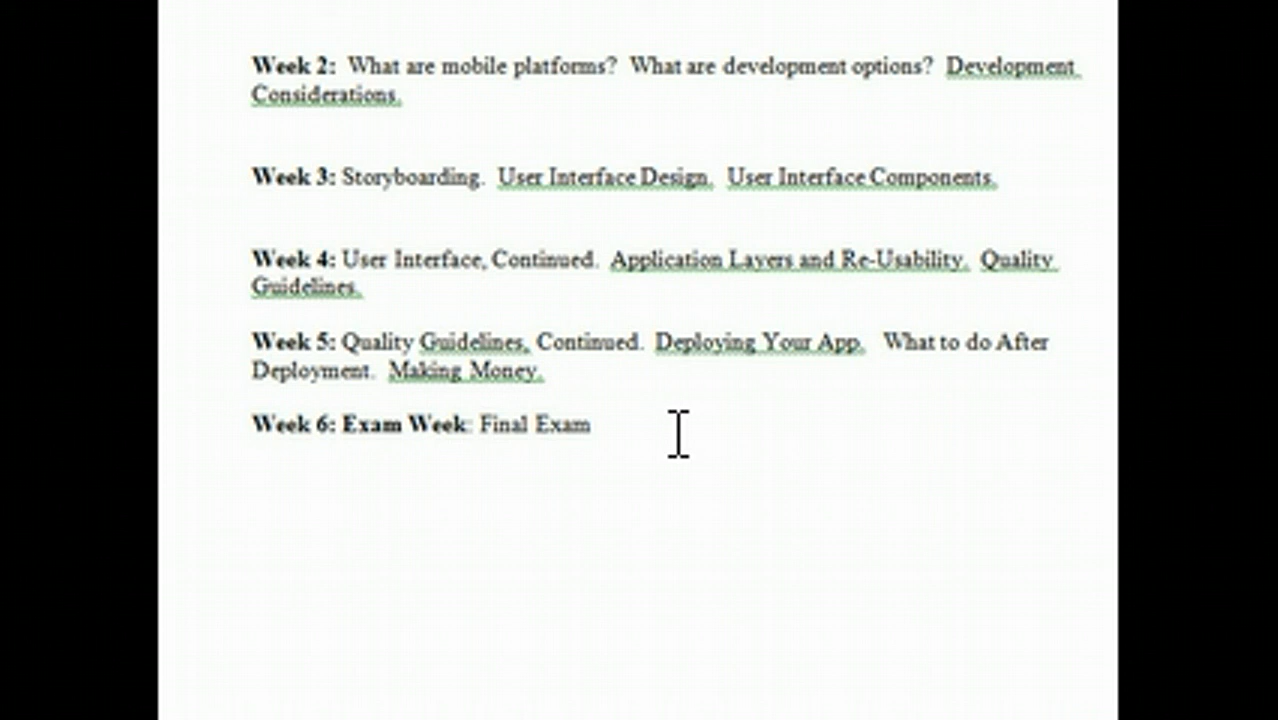 Week 2: What are mobile platforms? What are development options? Development
Considerations.
Week 3: Storyboarding. User Interface Design. User Interface Components.
Week 4: User Interface, Continued. Application Layers and Re-Usability. Quality
Guidelines.
Week 5: Quality Guidelines, Continued. Deploying Your App. What to do After
Deployment. Making Money.
Week 6: Exam Week: Final Exam